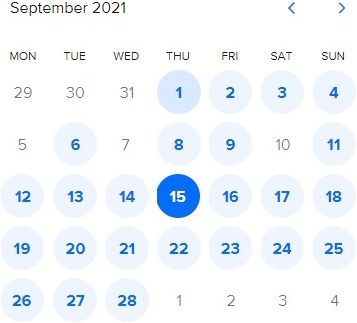 September 2021
MON TUE WED THU FRI SAT SUN
29 30 31 1 2 3 4
5 6 7 8 9 10 11
12 13 14 15 16 17 18
19 20 21 22 23 24 25
26 27 28 1 2 3 4